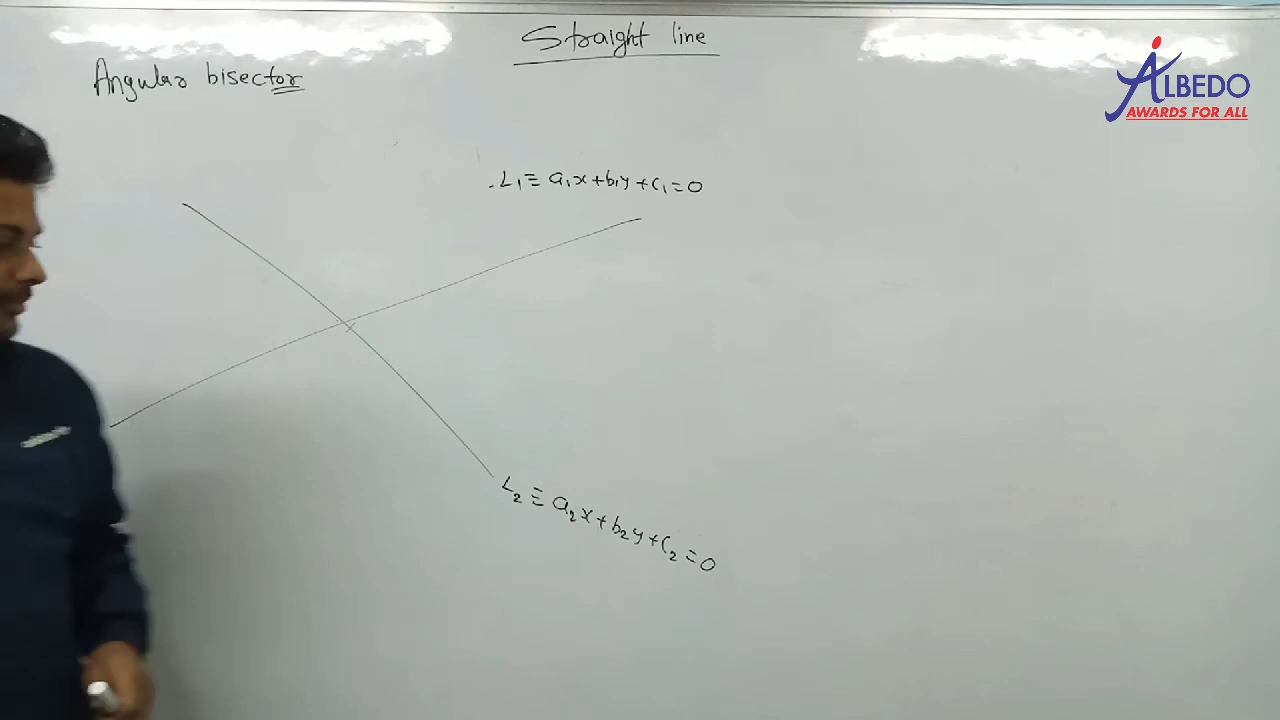 Straight line
Angular bisector
ALBEDO
AWARDS FOR ALL
L₁ ≡ a₁x + b₁y + c₁ = 0
L₂ ≡ a₂x + b₂y + c₂ = 0